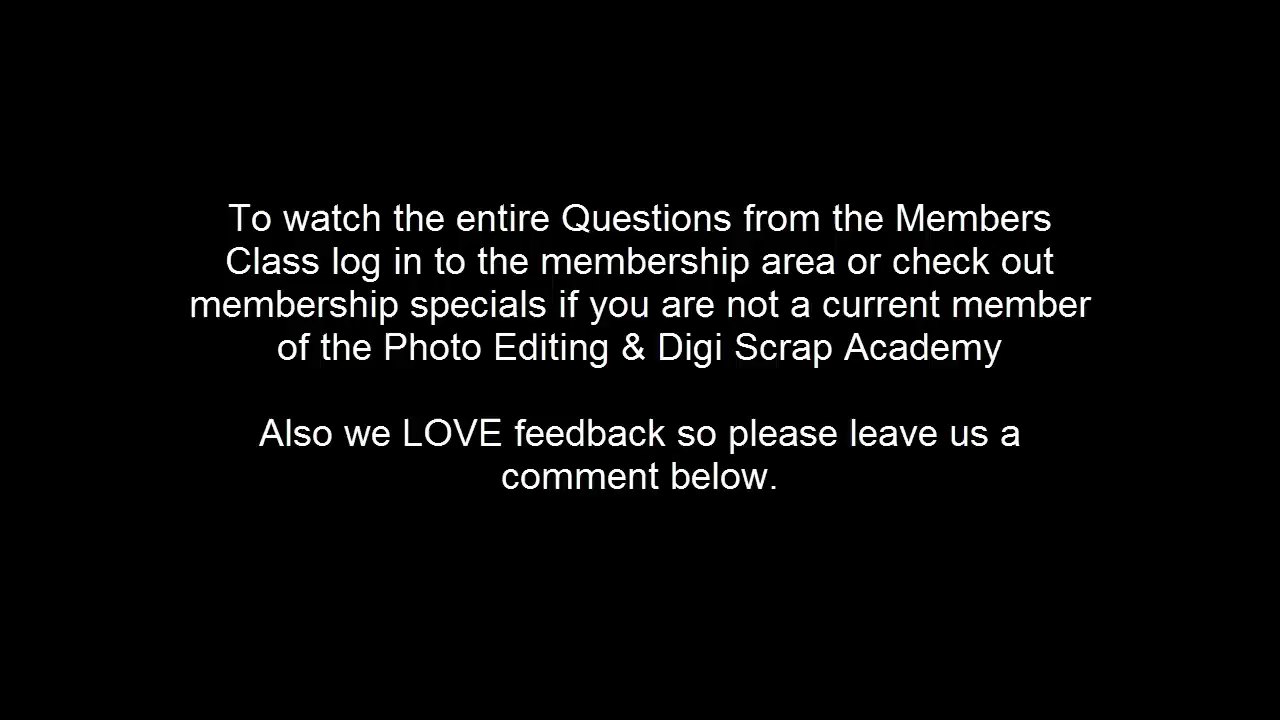 To watch the entire Questions from the Members
Class log in to the membership area or check out
membership specials if you are not a current member
of the Photo Editing & Digi Scrap Academy
Also we LOVE feedback so please leave us a
comment below.